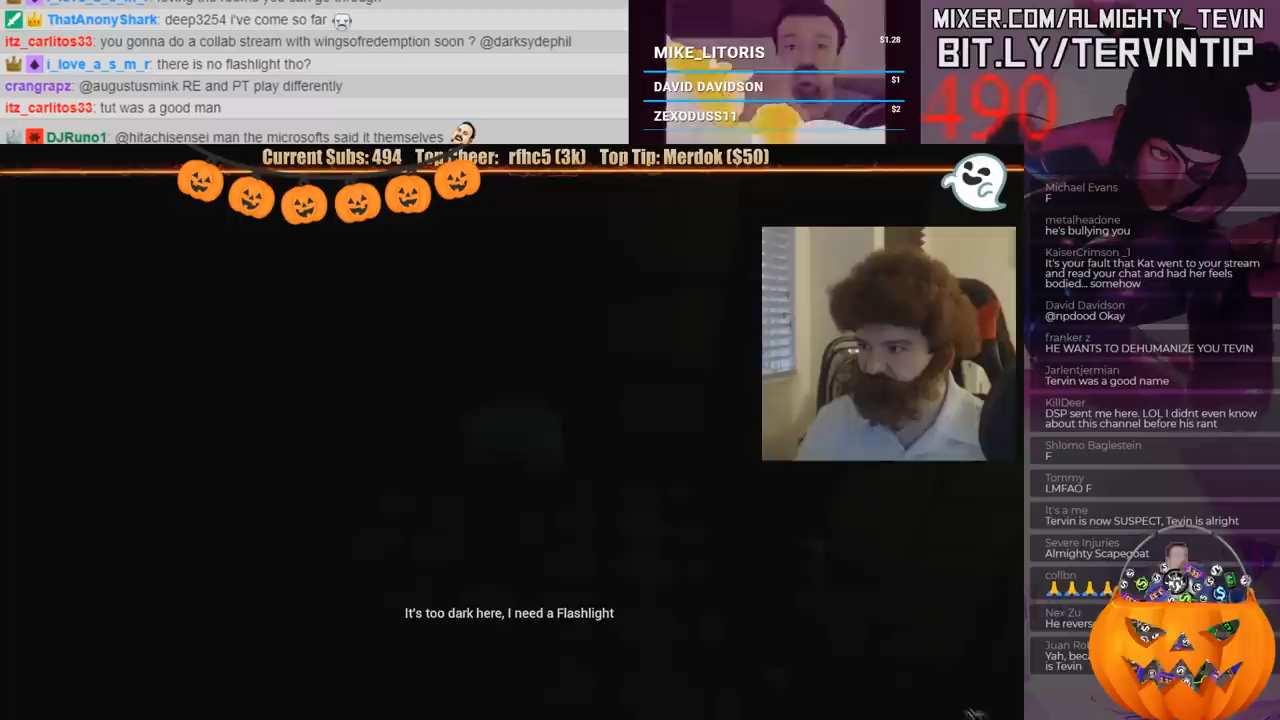 ThatAnonyShark: deep3254 i've come so far
itz_carlitos33: you gonna do a collab stream with wingsofredemption soon ? @darksydephil
i_love_a_s_m_r: there is no flashlight tho?
crangrapz: @augustusmink RE and PT play differently
itz_carlitos33: tut was a good man
DJRuno1: @hitachisensei man the microsofts said it themselves
MIKE_LITORIS $1.28
DAVID DAVIDSON $1
ZEXODUSS11 $2
MIXER.COM/ALMIGHTY_TEVIN
BIT.LY/TERVINTIP
490
Current Subs: 494 Top Cheer: rfhc5 (3k) Top Tip: Merdok ($50)
Michael Evans
F
metalheadone
he's bullying you
KaiserCrimson_1
It's your fault that Kat went to your stream
and read your chat and had her feels
bodied... somehow
David Davidson
@npdood Okay
franker z
HE WANTS TO DEHUMANIZE YOU TEVIN
Jarlentjermian
Tervin was a good name
KillDeer
DSP sent me here. LOL I didnt even know
about this channel before his rant
Shlomo Baglestein
F
Tommy
LMFAO F
It's a me
Tervin is now SUSPECT, Tevin is alright
Severe Injuries
Almighty Scapegoat
collbn
Nex Zu
He
Juan
Yah,
is Tevin
It's too dark here, I need a Flashlight